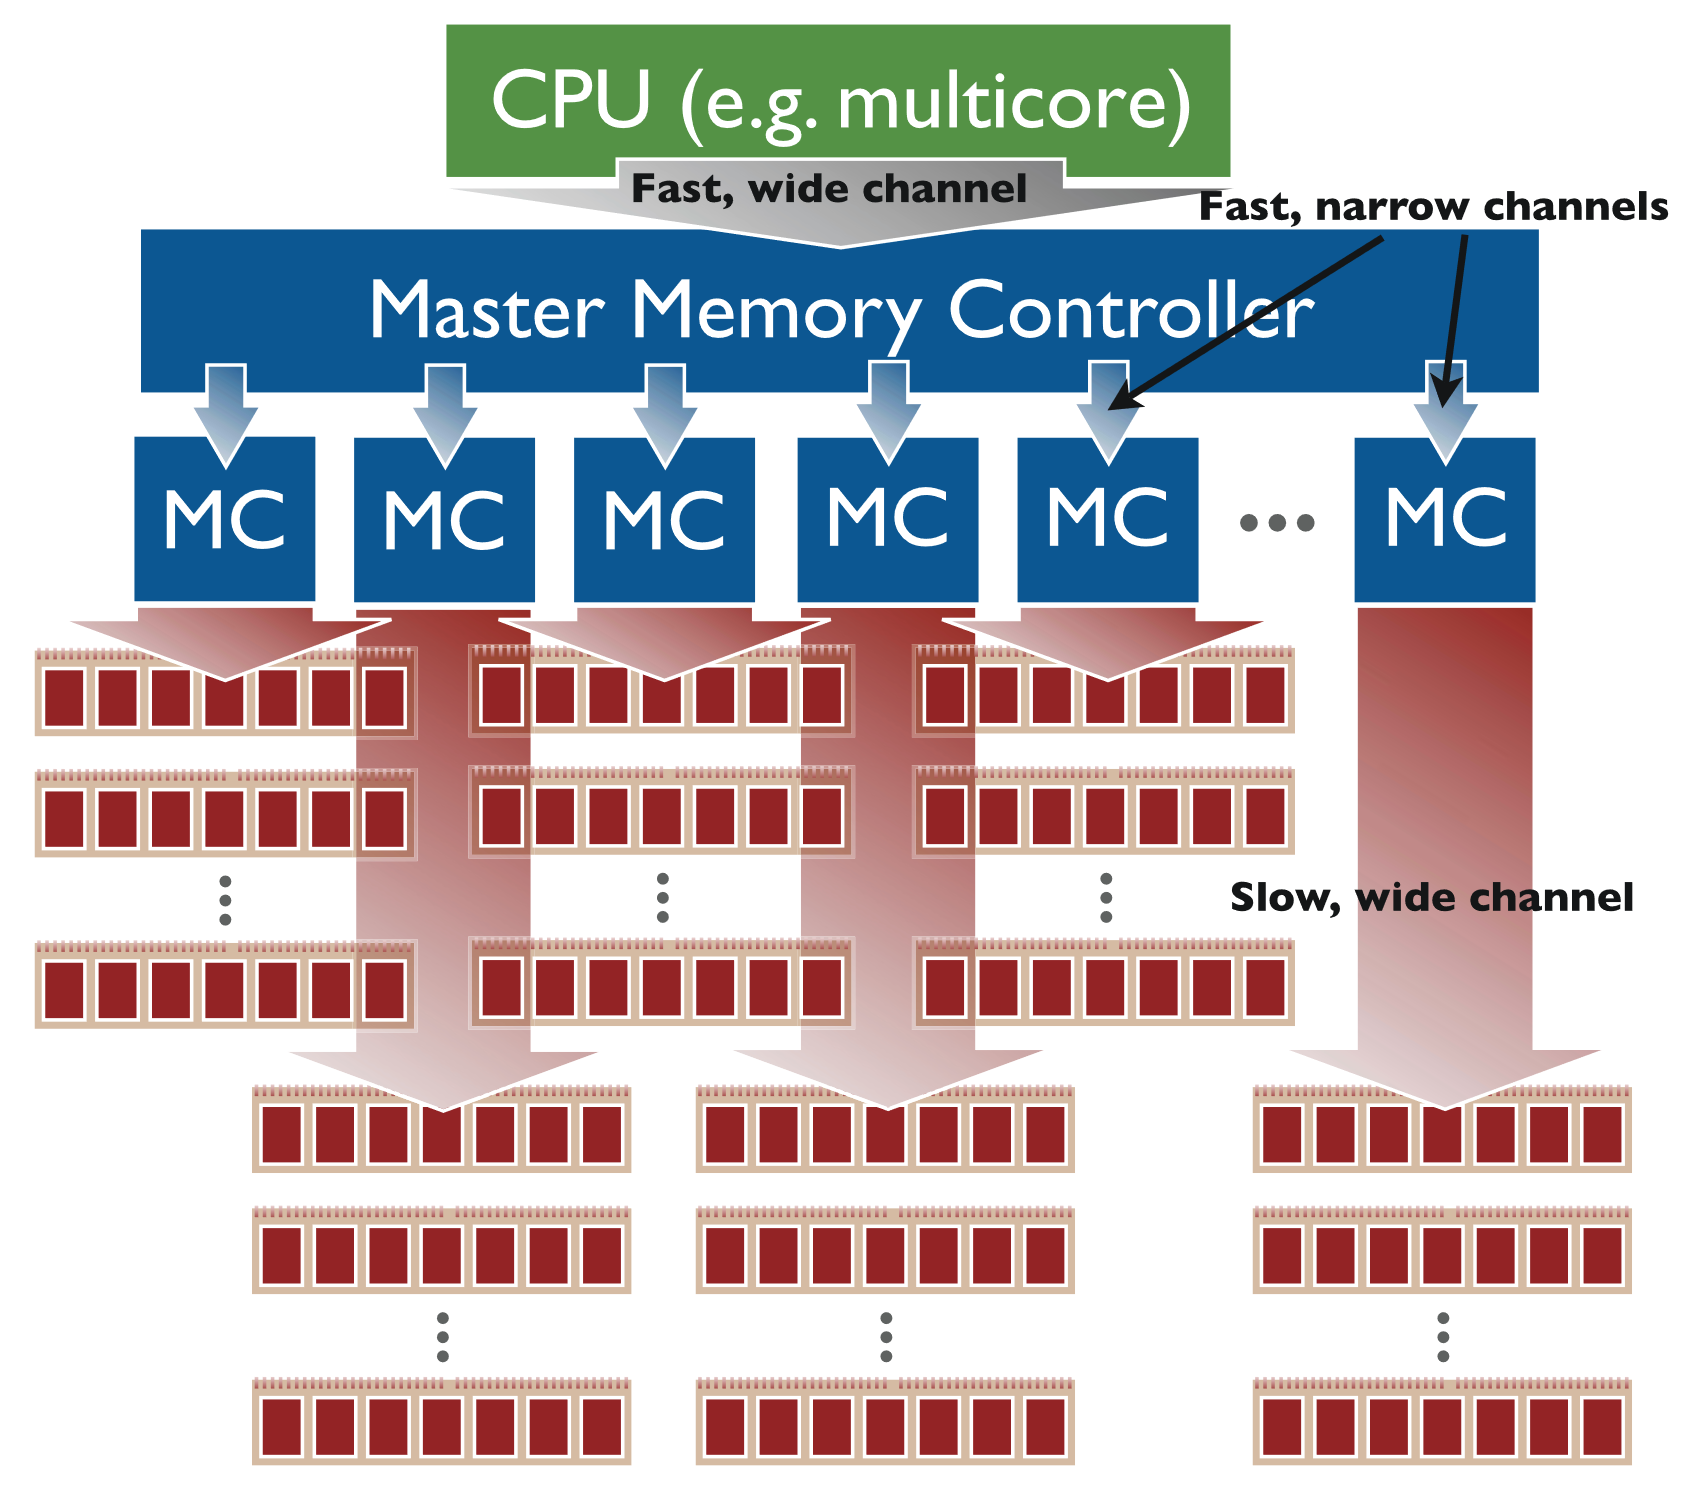 CPU (e.g. multicore)
Fast, wide channel
Fast, narrow channels
Master Memory Controller
MC
MC
MC
MC
MC
MC
Slow, wide channel